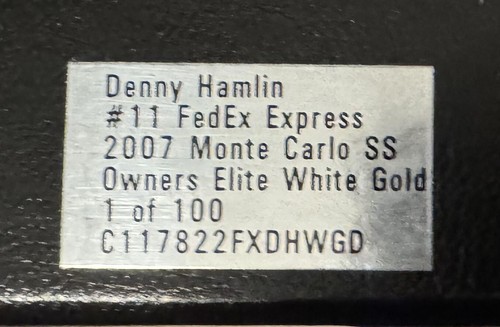 Denny Hamlin
#11 FedEx Express
2007 Monte Carlo SS
Owners Elite White Gold
1 of 100
C117822FXDHWGD